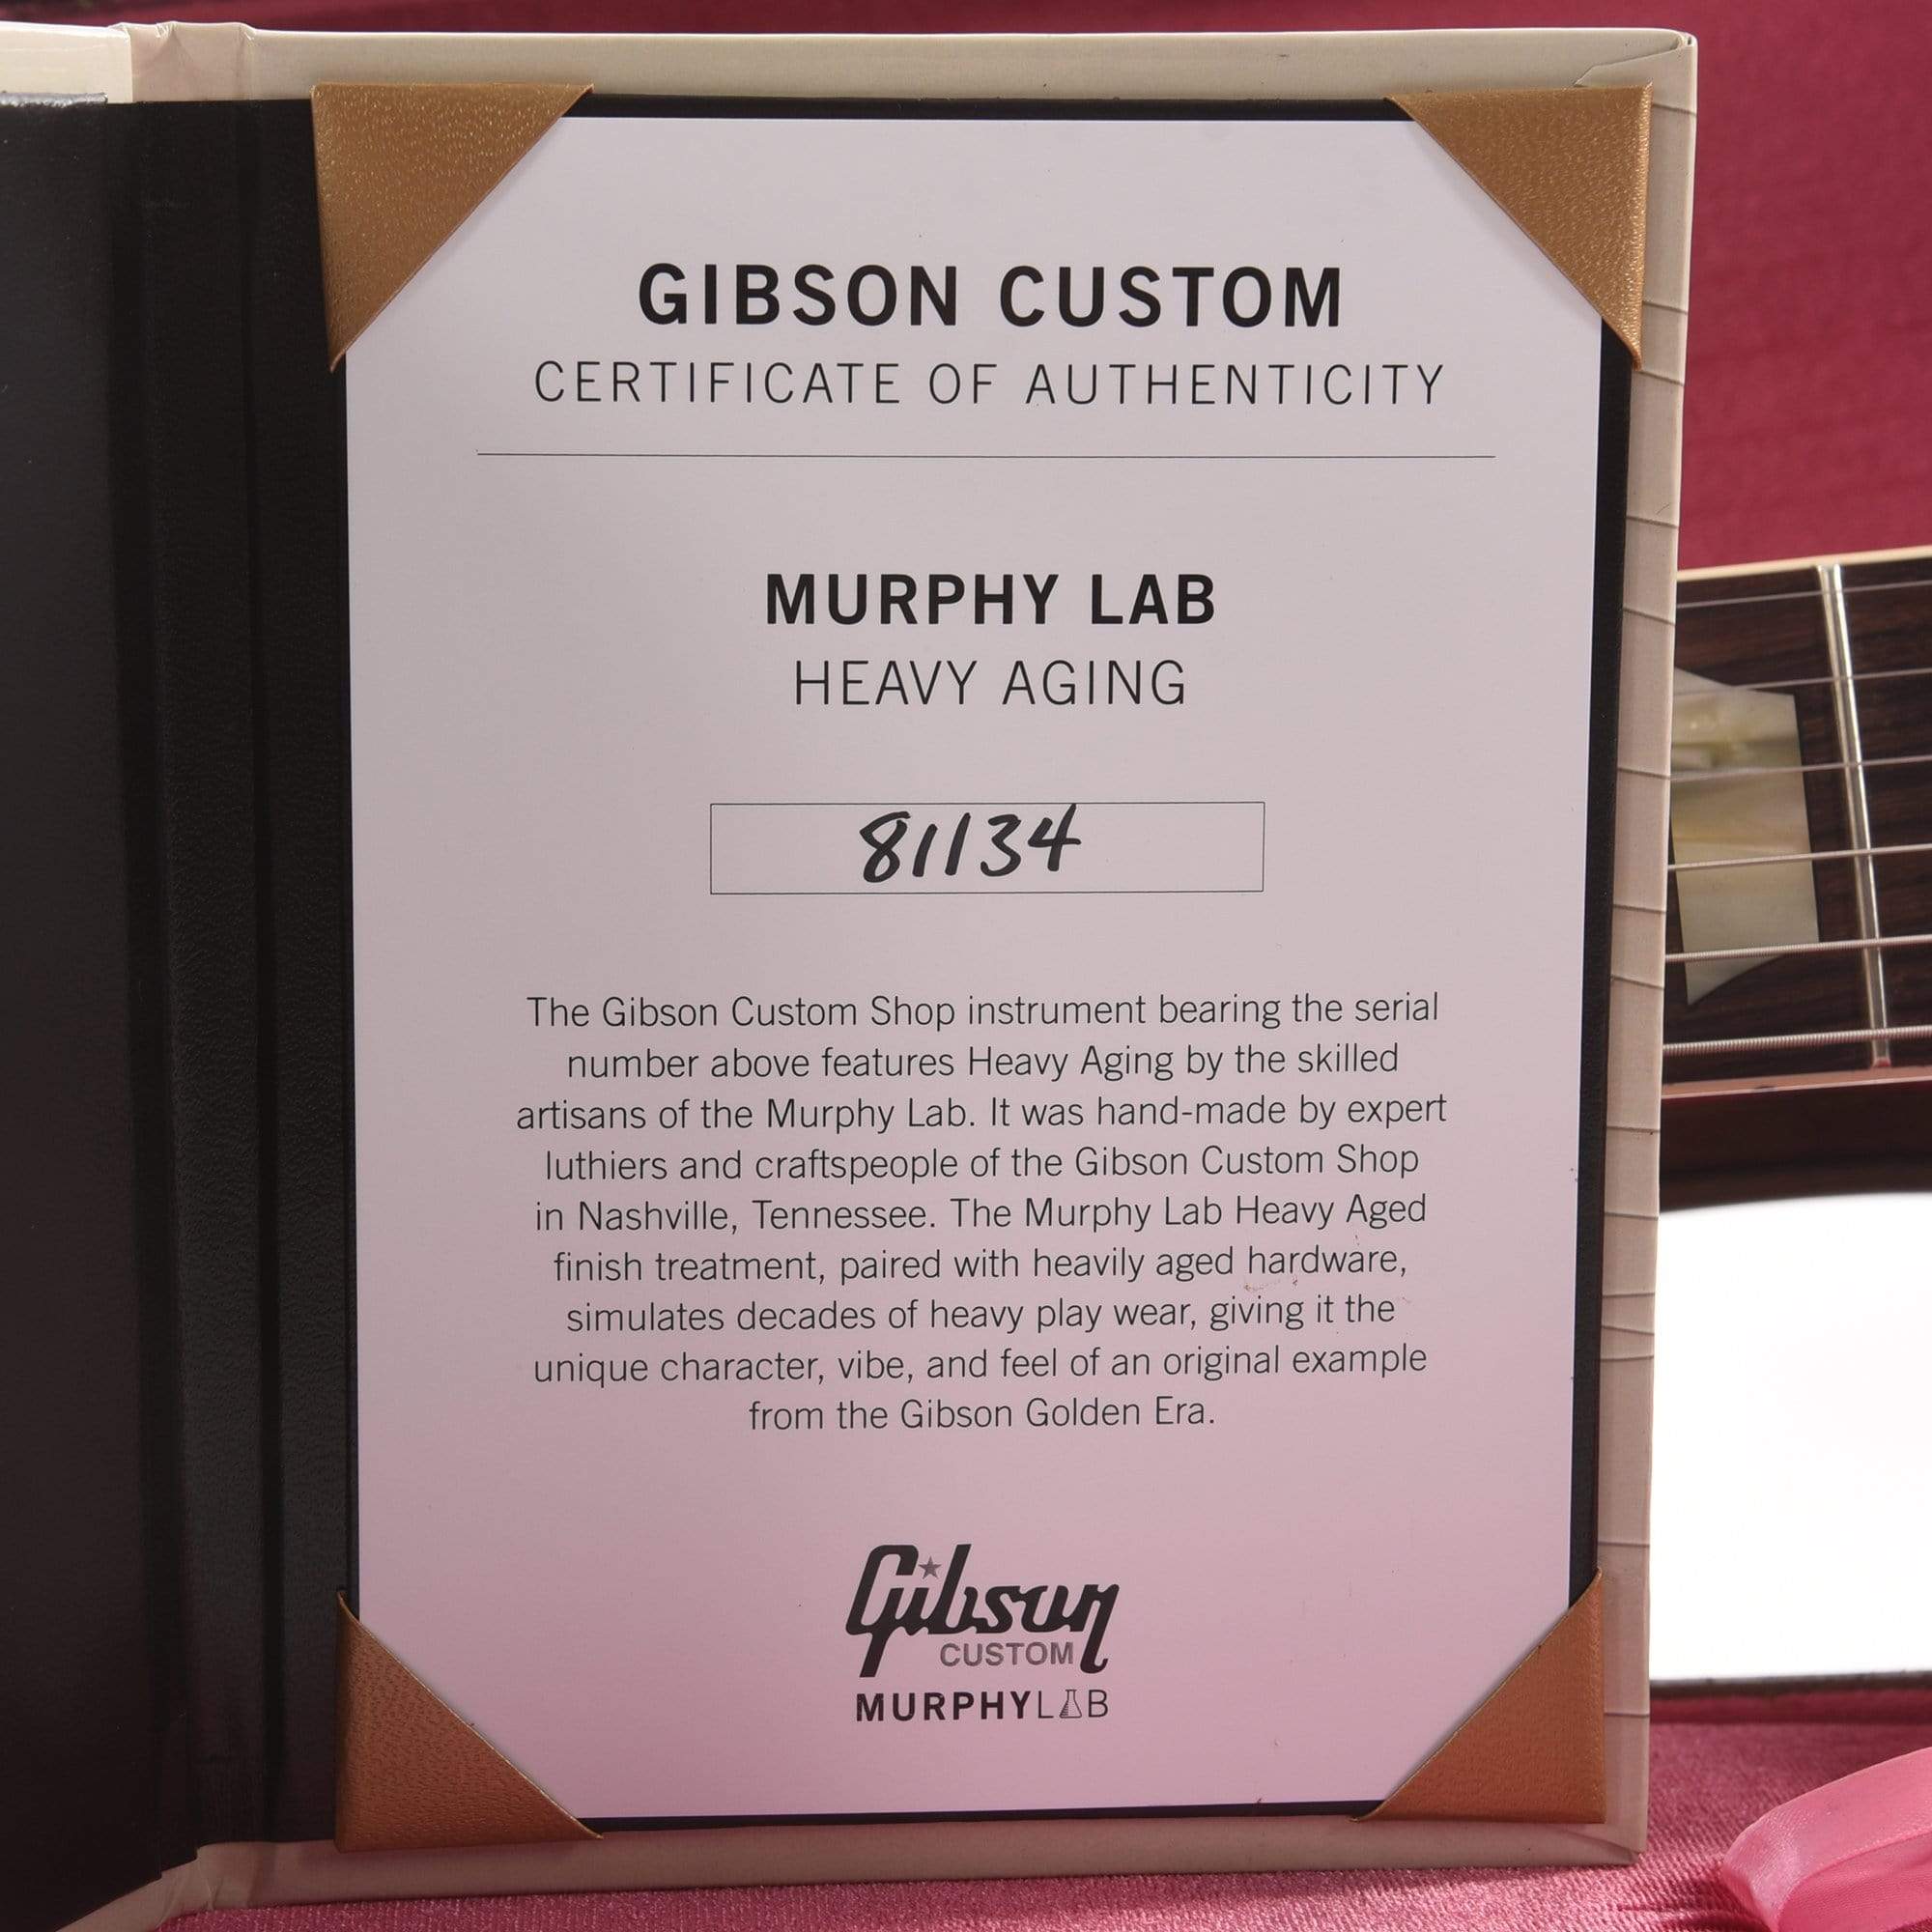 GIBSON CUSTOM
CERTIFICATE OF AUTHENTICITY
MURPHY LAB
HEAVY AGING
81134
The Gibson Custom Shop instrument bearing the serial
number above features Heavy Aging by the skilled
artisans of the Murphy Lab. It was hand-made by expert
luthiers and craftspeople of the Gibson Custom Shop
in Nashville, Tennessee. The Murphy Lab Heavy Aged
finish treatment, paired with heavily aged hardware,
simulates decades of heavy play wear, giving it the
unique character, vibe, and feel of an original example
from the Gibson Golden Era.
Gibson
CUSTOM
MURPHYLAB